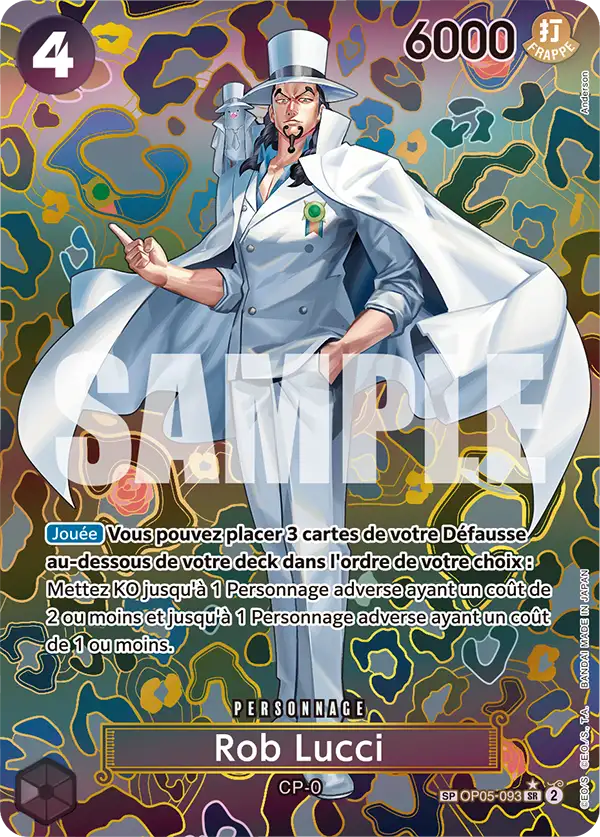 4
6000
打
FRAPPE
Anderson
SAMPLE
Jouée Vous pouvez placer 3 cartes de votre Défausse
au-dessous de votre deck dans l'ordre de votre choix :
Mettez KO jusqu'à 1 Personnage adverse ayant un coût de
2 ou moins et jusqu'à 1 Personnage adverse ayant un coût
de 1 ou moins.
©E.O./S. ©E.O./S., T.A. BANDAI MADE IN JAPAN
PERSONNAGE
Rob Lucci
CP-0
SP OP05-093 SR 2